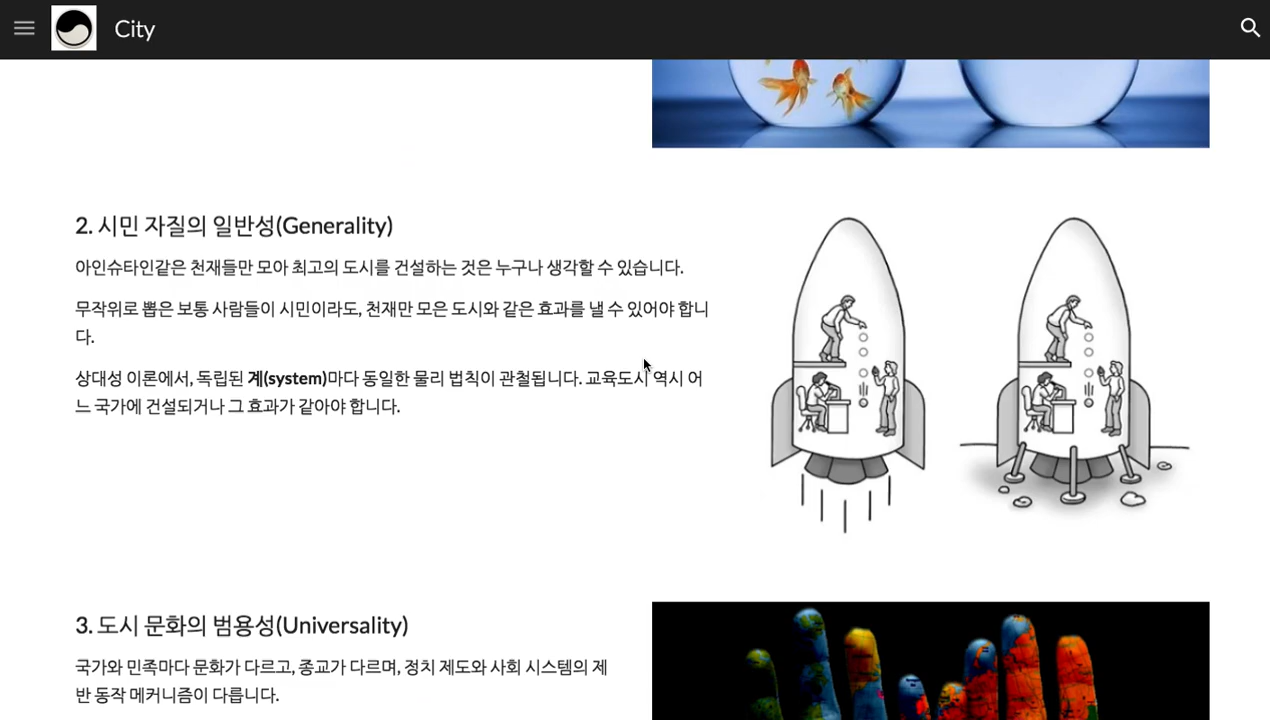 City
2. 시민 자질의 일반성(Generality)
아인슈타인같은 천재들만 모아 최고의 도시를 건설하는 것은 누구나 생각할 수 있습니다.
무작위로 뽑은 보통 사람들이 시민이라도, 천재만 모은 도시와 같은 효과를 낼 수 있어야 합니
다.
상대성 이론에서, 독립된 계(system)마다 동일한 물리 법칙이 관철됩니다. 교육도시 역시 어
느 국가에 건설되거나 그 효과가 같아야 합니다.
3. 도시 문화의 범용성(Universality)
국가와 민족마다 문화가 다르고, 종교가 다르며, 정치 제도와 사회 시스템의 제
반 동작 메커니즘이 다릅니다.